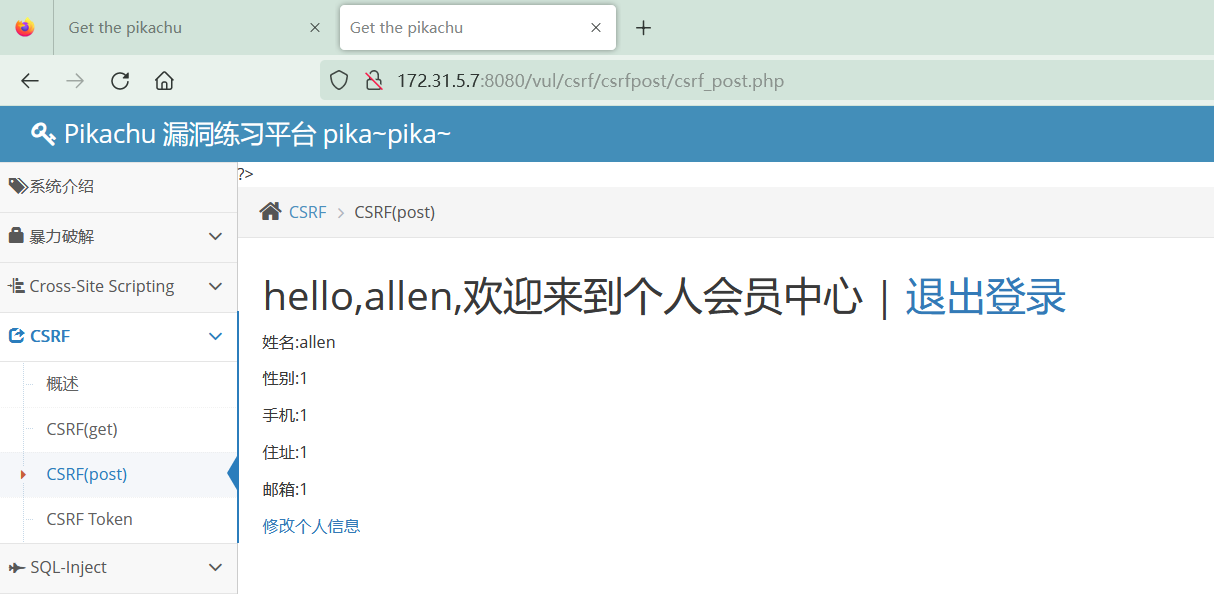 Get the pikachu
Get the pikachu
172.31.5.7:8080/vul/csrf/csrfpost/csrf_post.php
Pikachu 漏洞练习平台 pika~pika~
系统介绍
暴力破解
Cross-Site Scripting
CSRF
概述
CSRF(get)
CSRF(post)
CSRF Token
SQL-Inject
?>
CSRF > CSRF(post)
hello,allen,欢迎来到个人会员中心 | 退出登录
姓名:allen
性别:1
手机:1
住址:1
邮箱:1
修改个人信息